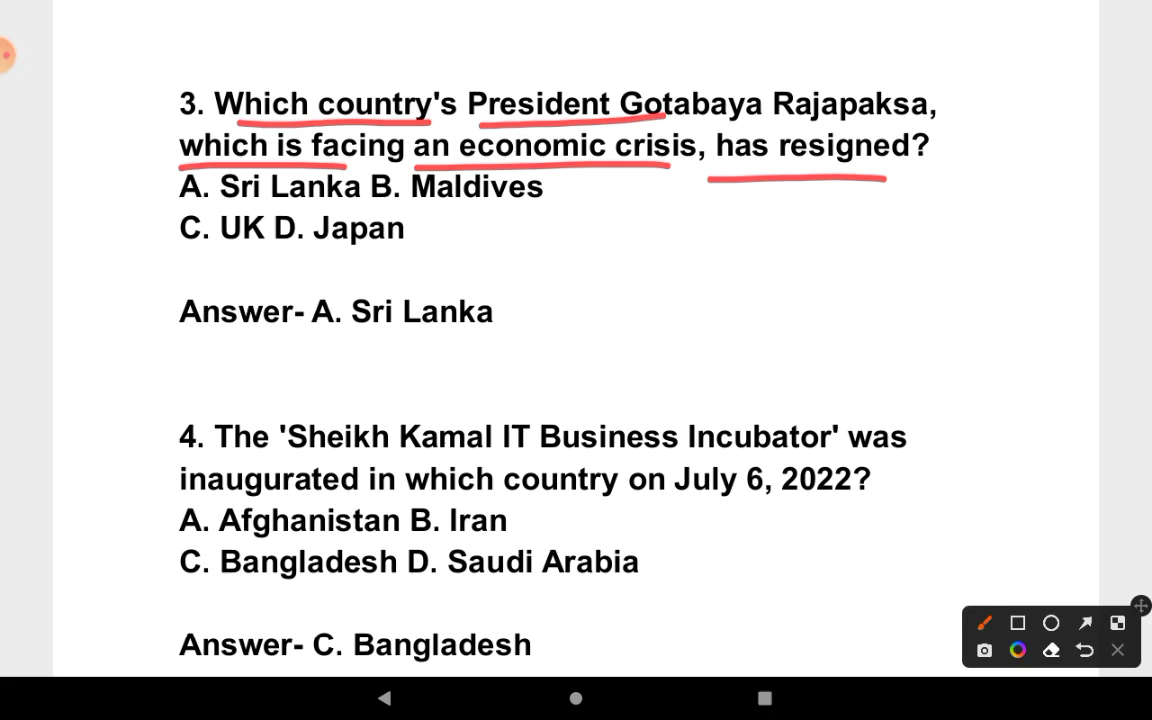 3. Which country's President Gotabaya Rajapaksa,
which is facing an economic crisis, has resigned?
A. Sri Lanka B. Maldives
C. UK D. Japan
Answer- A. Sri Lanka
4. The 'Sheikh Kamal IT Business Incubator' was
inaugurated in which country on July 6, 2022?
A. Afghanistan B. Iran
C. Bangladesh D. Saudi Arabia
Answer- C. Bangladesh